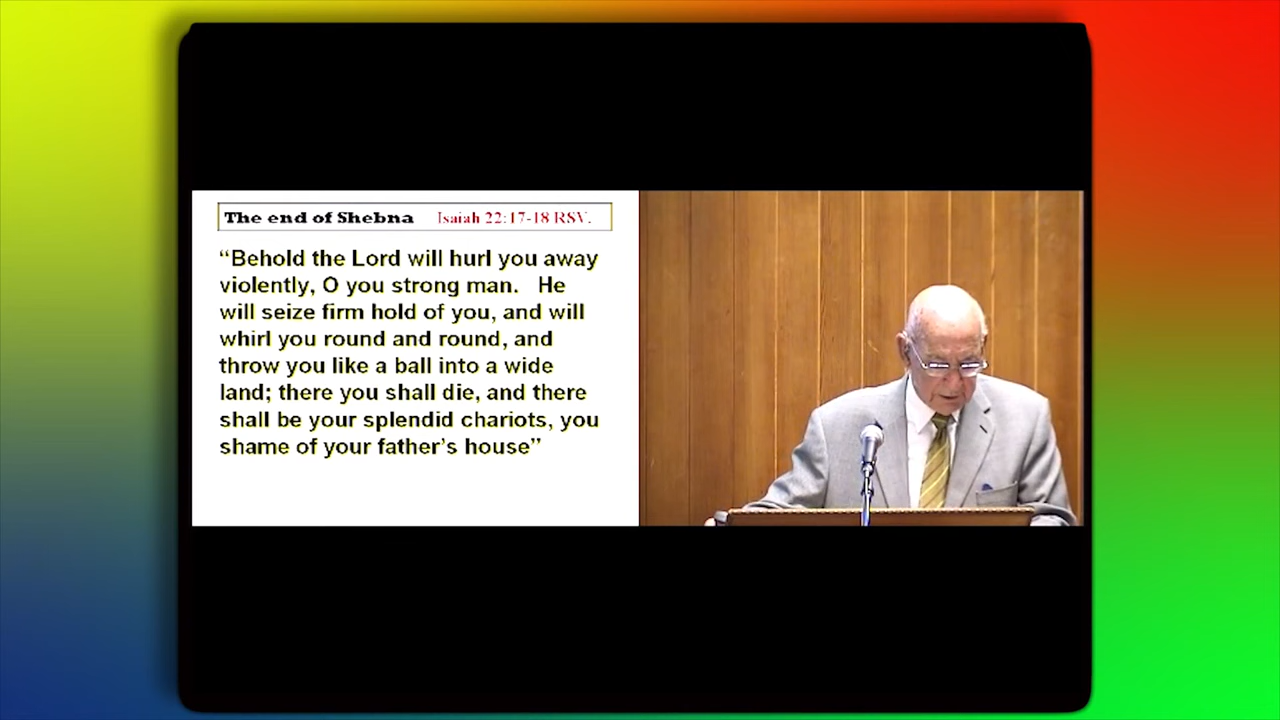 The end of Shebna Isaiah 22:17-18 RSV.
“Behold the Lord will hurl you away
violently, O you strong man. He
will seize firm hold of you, and will
whirl you round and round, and
throw you like a ball into a wide
land; there you shall die, and there
shall be your splendid chariots, you
shame of your father’s house”